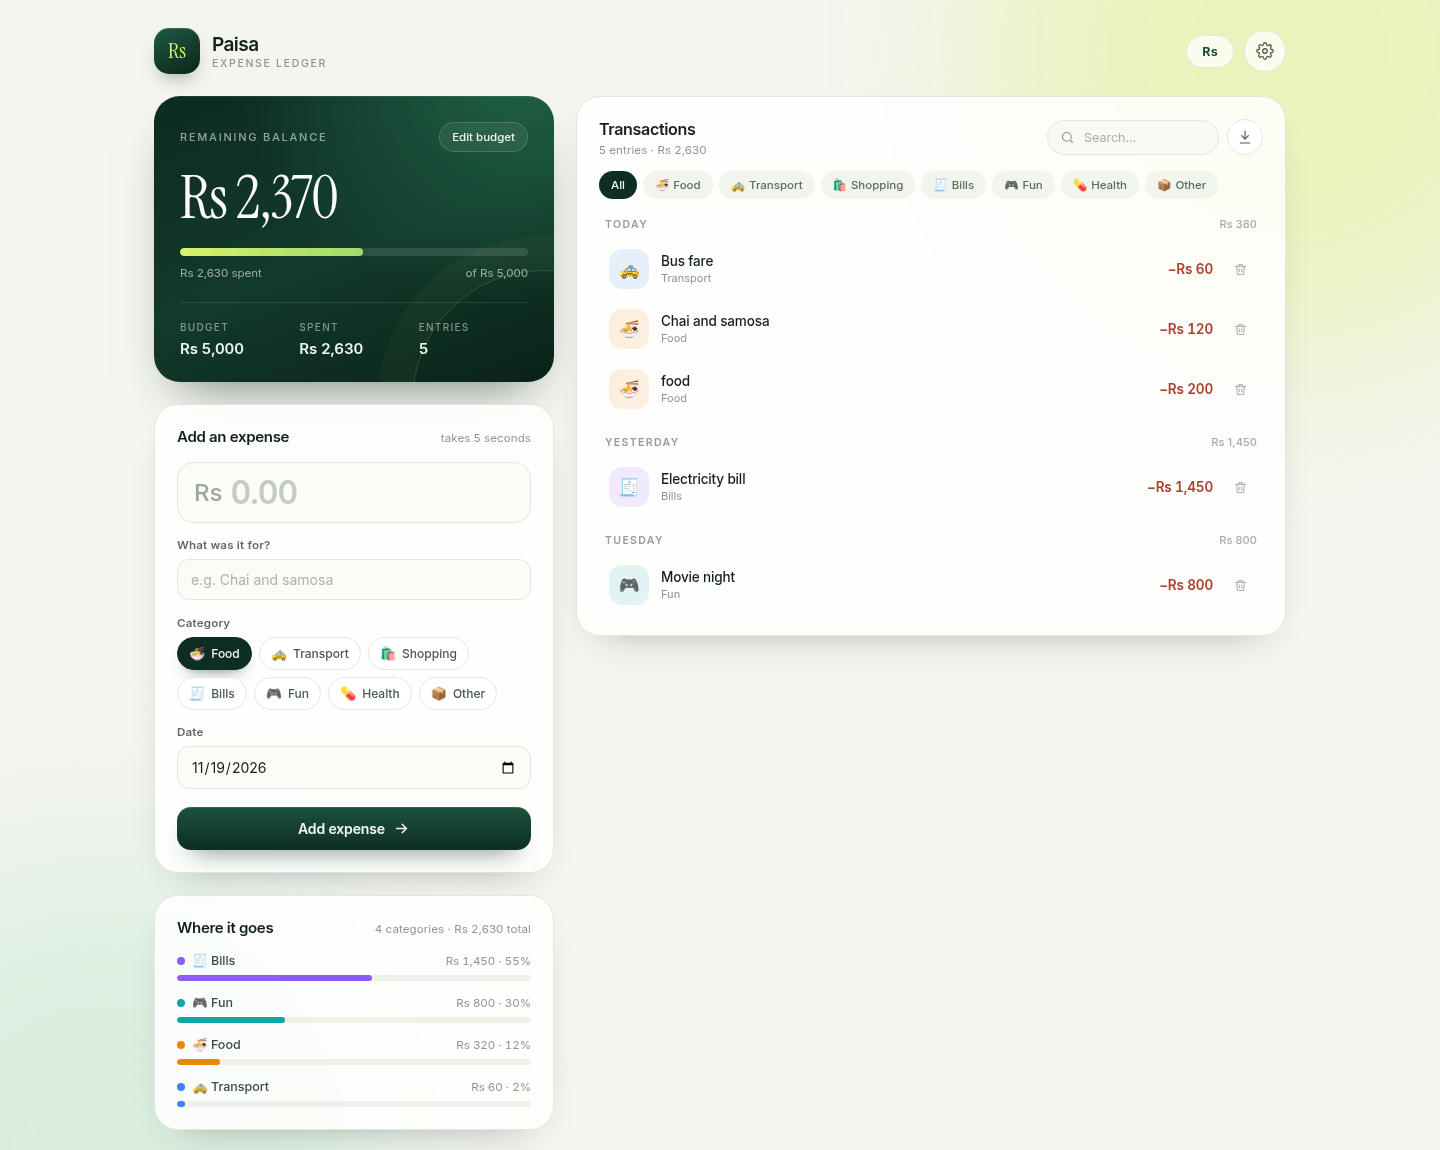 Rs
Paisa
EXPENSE LEDGER
Rs
REMAINING BALANCE
Edit budget
Rs 2,370
Rs 2,630 spent
of Rs 5,000
BUDGET
SPENT
ENTRIES
Rs 5,000
Rs 2,630
5
Add an expense
takes 5 seconds
Rs 0.00
What was it for?
e.g. Chai and samosa
Category
Food
Transport
Shopping
Bills
Fun
Health
Other
Date
11/19/2026
Add expense →
Where it goes
4 categories · Rs 2,630 total
Bills
Rs 1,450 · 55%
Fun
Rs 800 · 30%
Food
Rs 320 · 12%
Transport
Rs 60 · 2%
Transactions
5 entries · Rs 2,630
Search...
All
Food
Transport
Shopping
Bills
Fun
Health
Other
TODAY
Rs 380
Bus fare
Transport
−Rs 60
Chai and samosa
Food
−Rs 120
food
Food
−Rs 200
YESTERDAY
Rs 1,450
Electricity bill
Bills
−Rs 1,450
TUESDAY
Rs 800
Movie night
Fun
−Rs 800